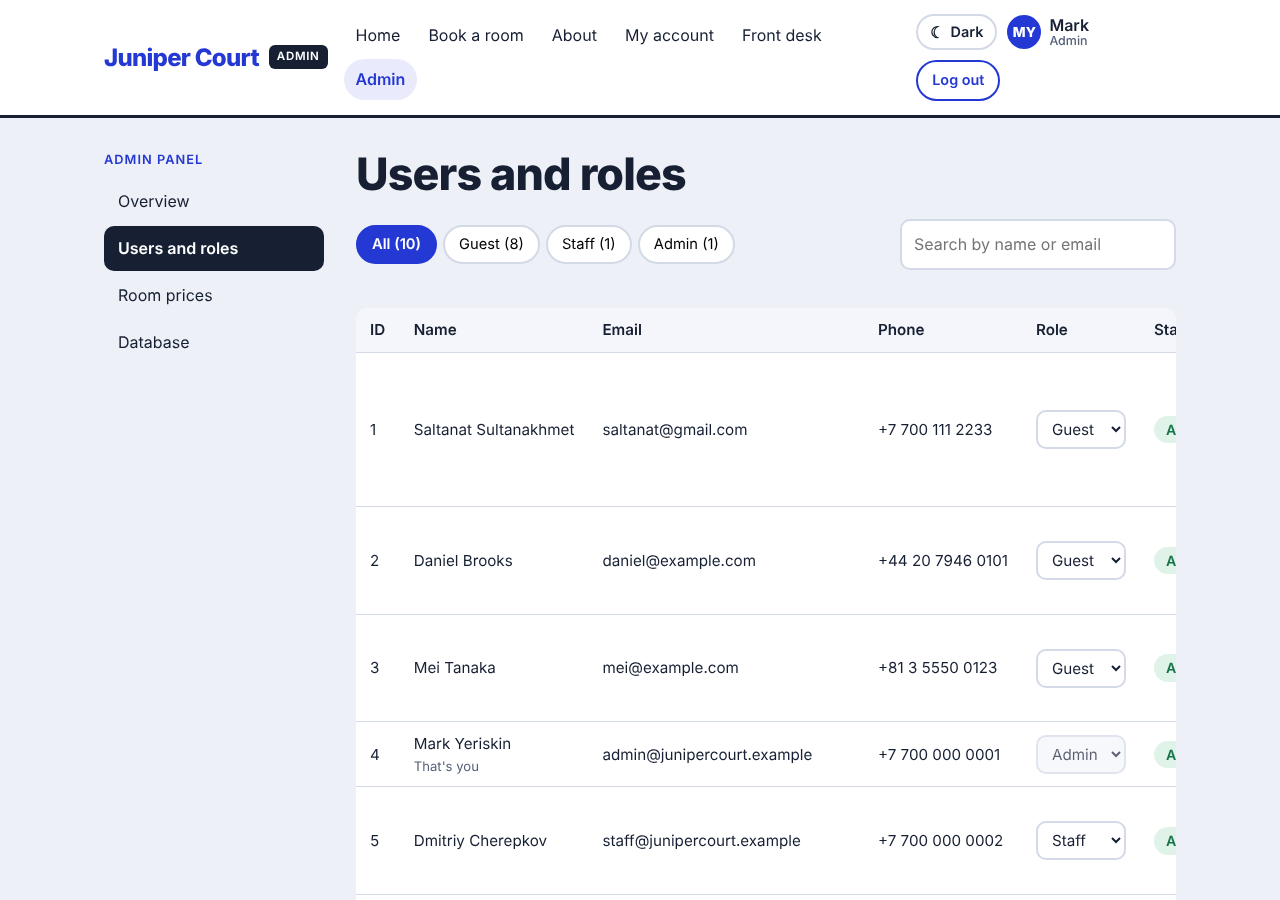 Juniper Court ADMIN
Home Book a room About My account Front desk
Admin
Dark
MY Mark
Admin
Log out
ADMIN PANEL
Overview
Users and roles
Room prices
Database
Users and roles
All (10) Guest (8) Staff (1) Admin (1)
Search by name or email
ID Name Email Phone Role Sta
1 Saltanat Sultanakhmet saltanat@gmail.com +7 700 111 2233 Guest A
2 Daniel Brooks daniel@example.com +44 20 7946 0101 Guest A
3 Mei Tanaka mei@example.com +81 3 5550 0123 Guest A
4 Mark Yeriskin admin@junipercourt.example +7 700 000 0001 Admin A
That's you
5 Dmitriy Cherepkov staff@junipercourt.example +7 700 000 0002 Staff A